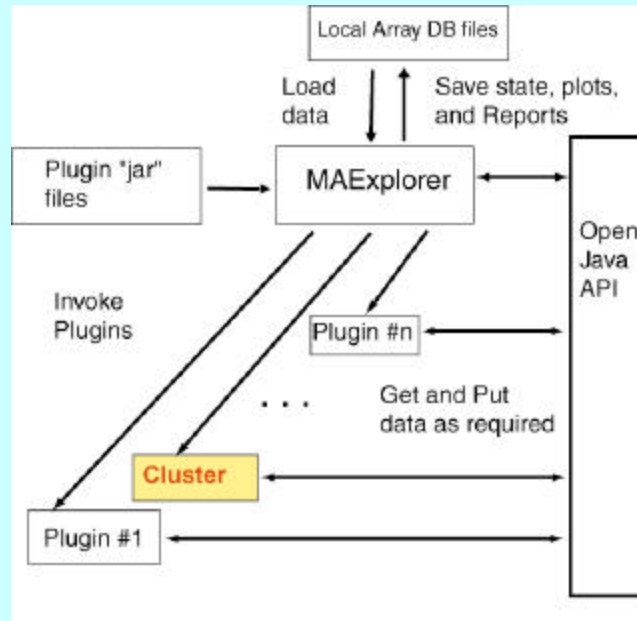 Local Array DB files
Load
data
Save state, plots,
and Reports
Plugin "jar"
files
MAExplorer
Open
Java
API
Invoke
Plugins
Plugin #n
. . .
Get and Put
data as required
Cluster
Plugin #1